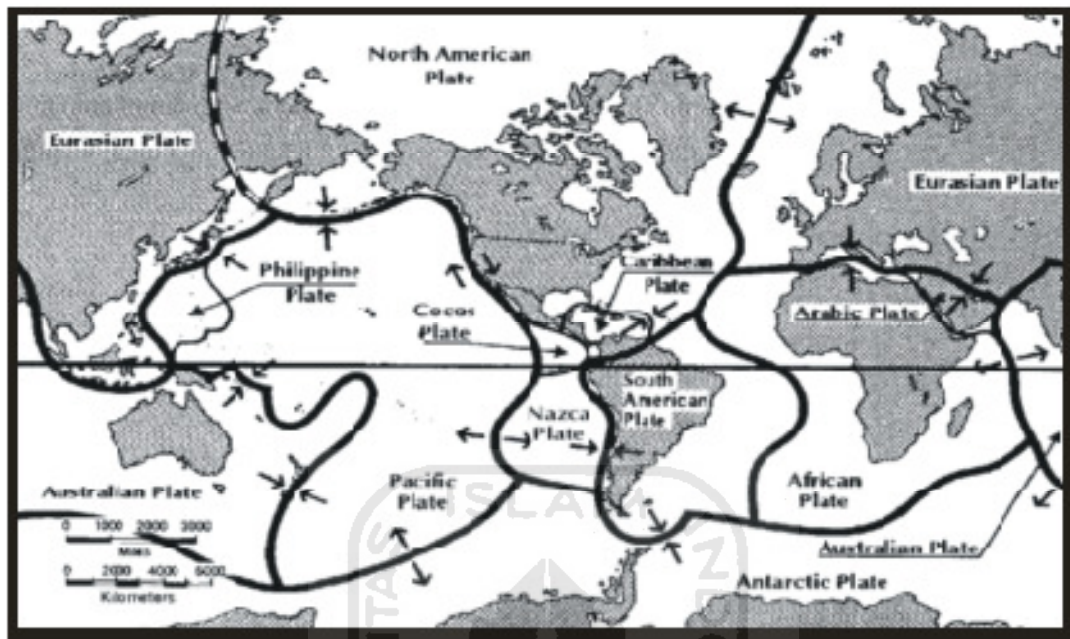 North American
Plate
Eurasian Plate
Eurasian Plate
Philippine
Plate
Caribbean
Plate
Cocos
Plate
Arabic Plate
South
American
Plate
Nazca
Plate
Australian Plate
Pacific
Plate
African
Plate
Australian Plate
Antarctic Plate
0 1000 2000 3000
Miles
0 2000 4000 6000
Kilometers
ISLAM